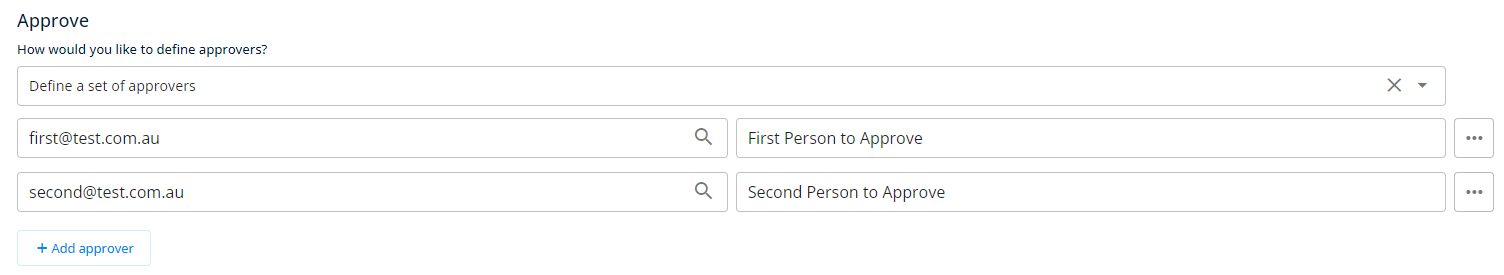 Approve
How would you like to define approvers?
Define a set of approvers
first@test.com.au First Person to Approve
second@test.com.au Second Person to Approve
+ Add approver